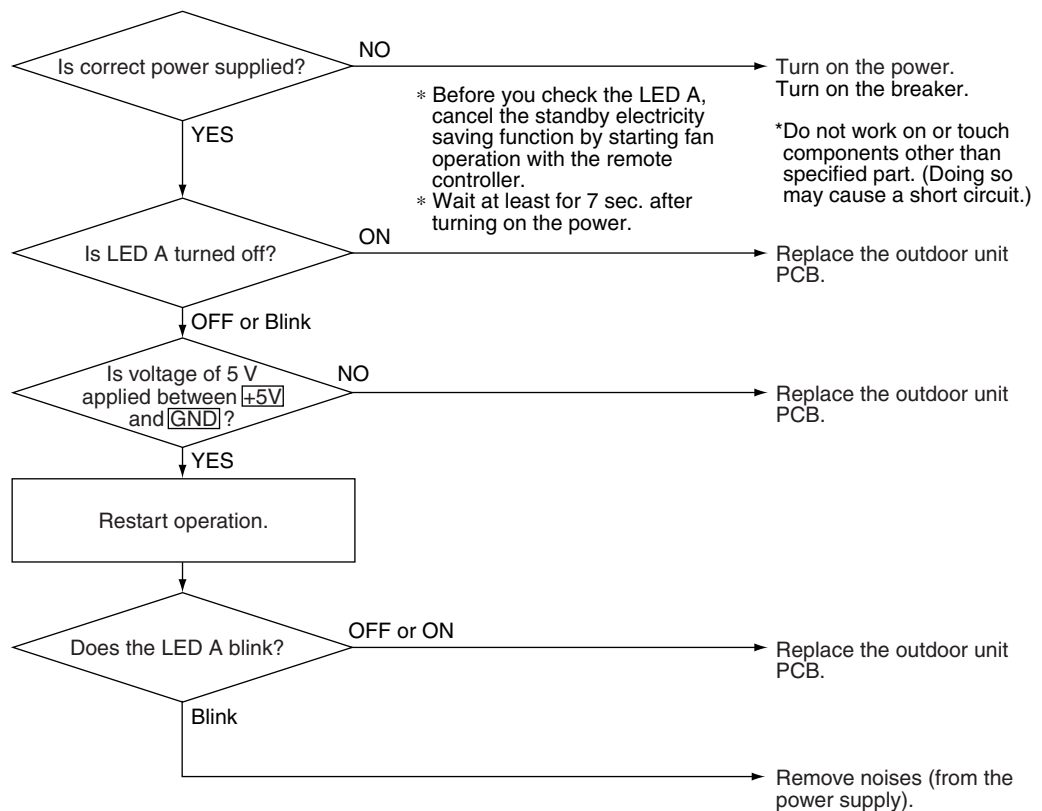 Is correct power supplied?
NO
Turn on the power.
Turn on the breaker.
*Do not work on or touch
components other than
specified part. (Doing so
may cause a short circuit.)
YES
* Before you check the LED A,
cancel the standby electricity
saving function by starting fan
operation with the remote
controller.
* Wait at least for 7 sec. after
turning on the power.
Is LED A turned off?
ON
Replace the outdoor unit
PCB.
OFF or Blink
Is voltage of 5 V
applied between +5V
and GND ?
NO
Replace the outdoor unit
PCB.
YES
Restart operation.
Does the LED A blink?
OFF or ON
Replace the outdoor unit
PCB.
Blink
Remove noises (from the
power supply).